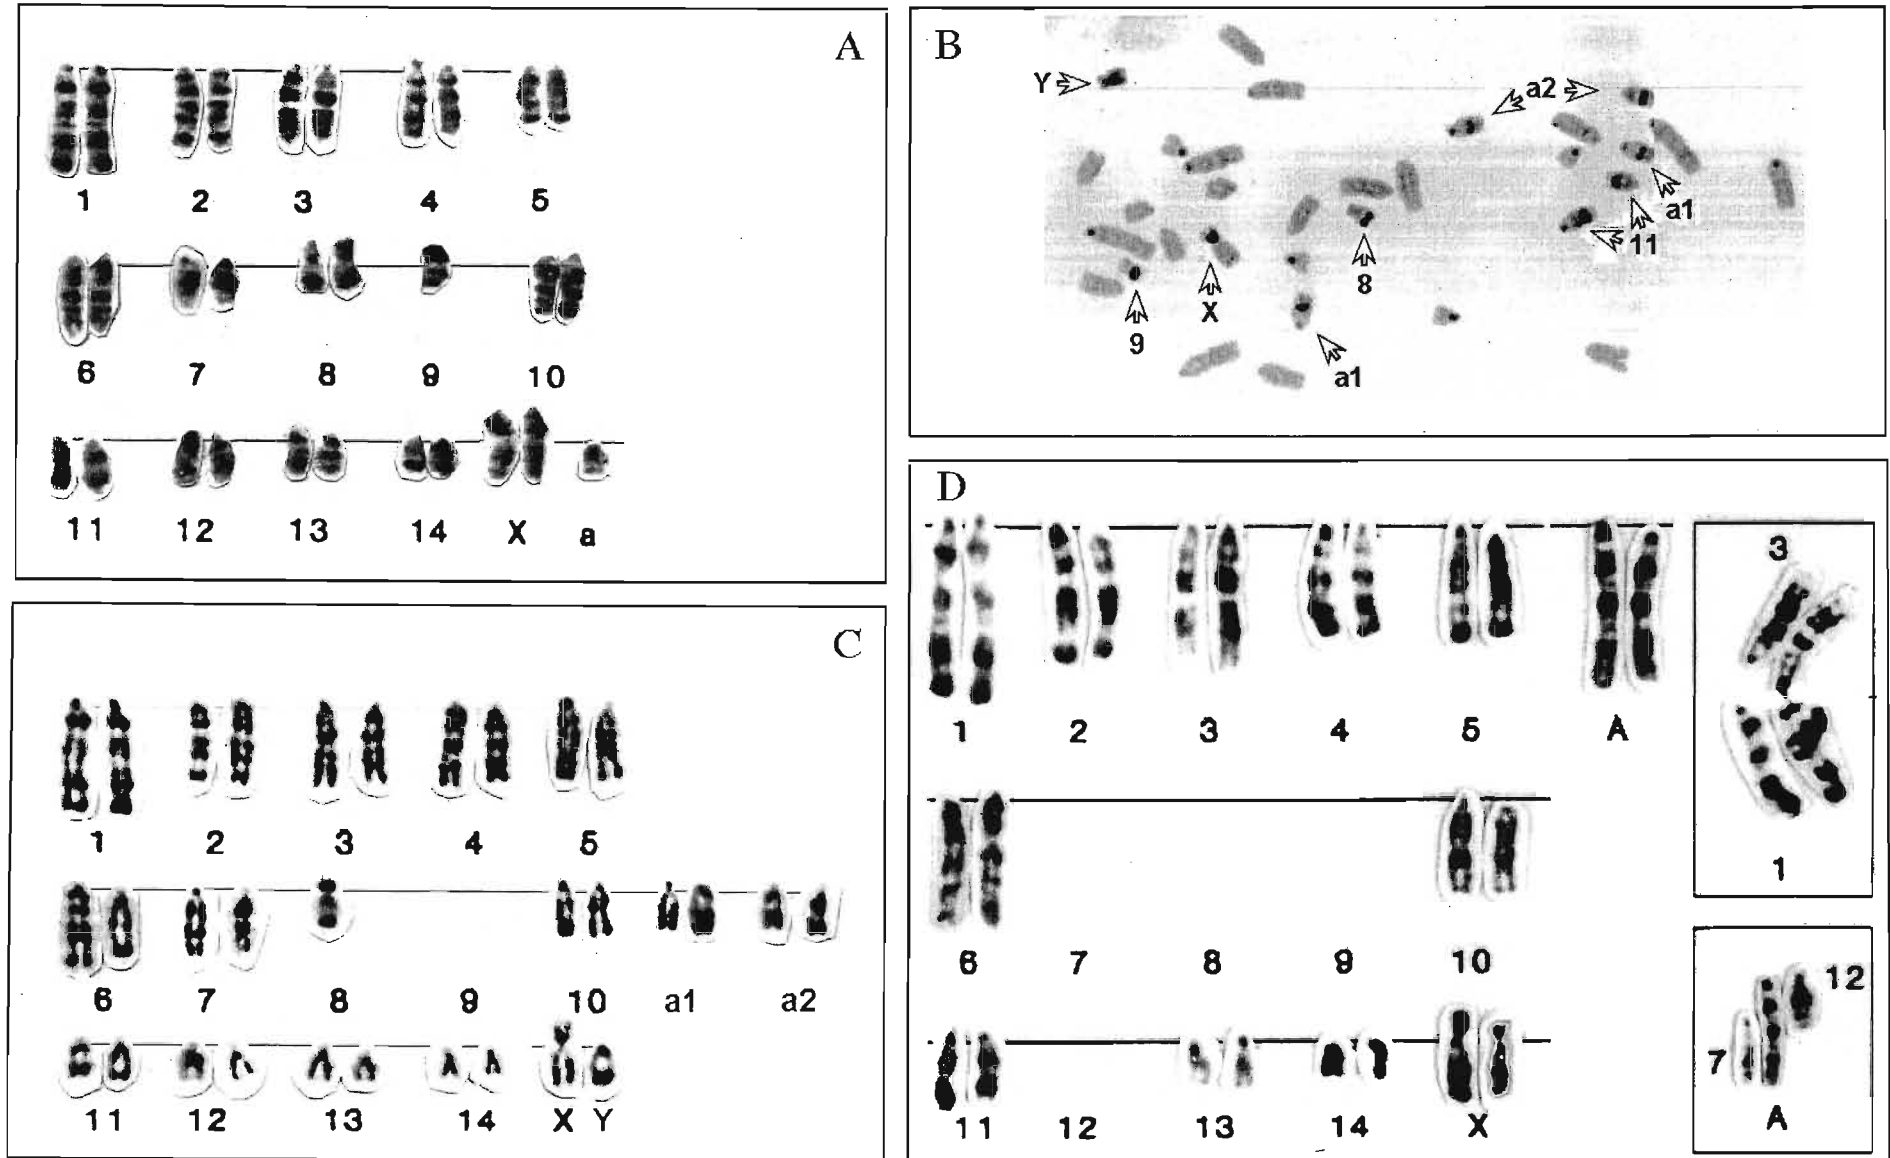 A
1 2 3 4 5
6 7 8 9 10
11 12 13 14 X a
B
Y a2
a1
11
8
X
9
a1
C
1 2 3 4 5
6 7 8 9 10 a1 a2
11 12 13 14 X Y
D
1 2 3 4 5 A
6 7 8 9 10
11 12 13 14 X
3
1
12
7
A